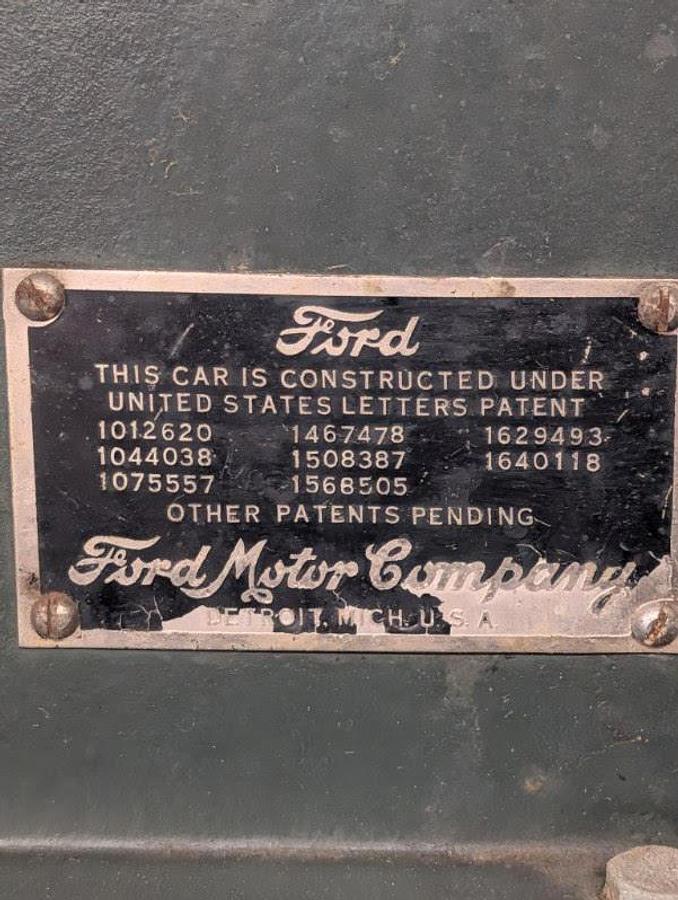 Ford
THIS CAR IS CONSTRUCTED UNDER
UNITED STATES LETTERS PATENT
1012620 1467478 1629493
1044038 1508387 1640118
1075557 1568505
OTHER PATENTS PENDING
Ford Motor Company
DETROIT, MICH. U. S. A.